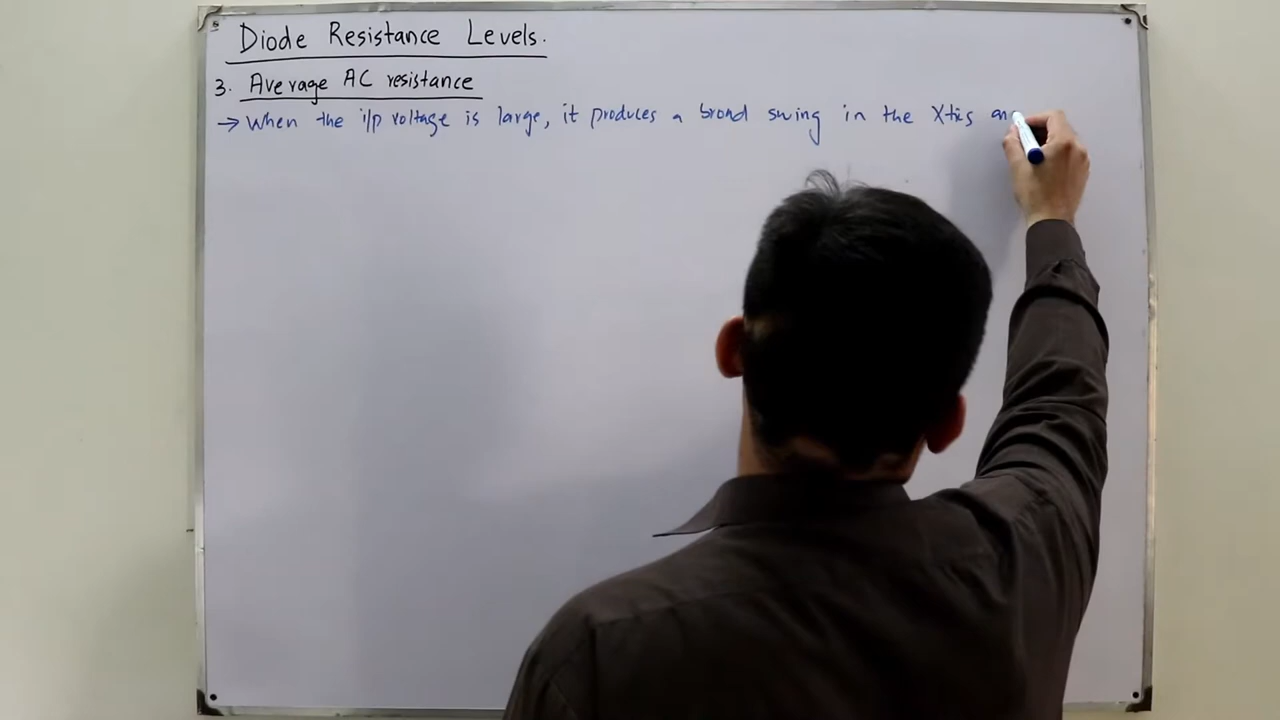 Diode Resistance Levels.
3. Average AC resistance
→ When the i/p voltage is large, it produces a broad swing in the Xtics an